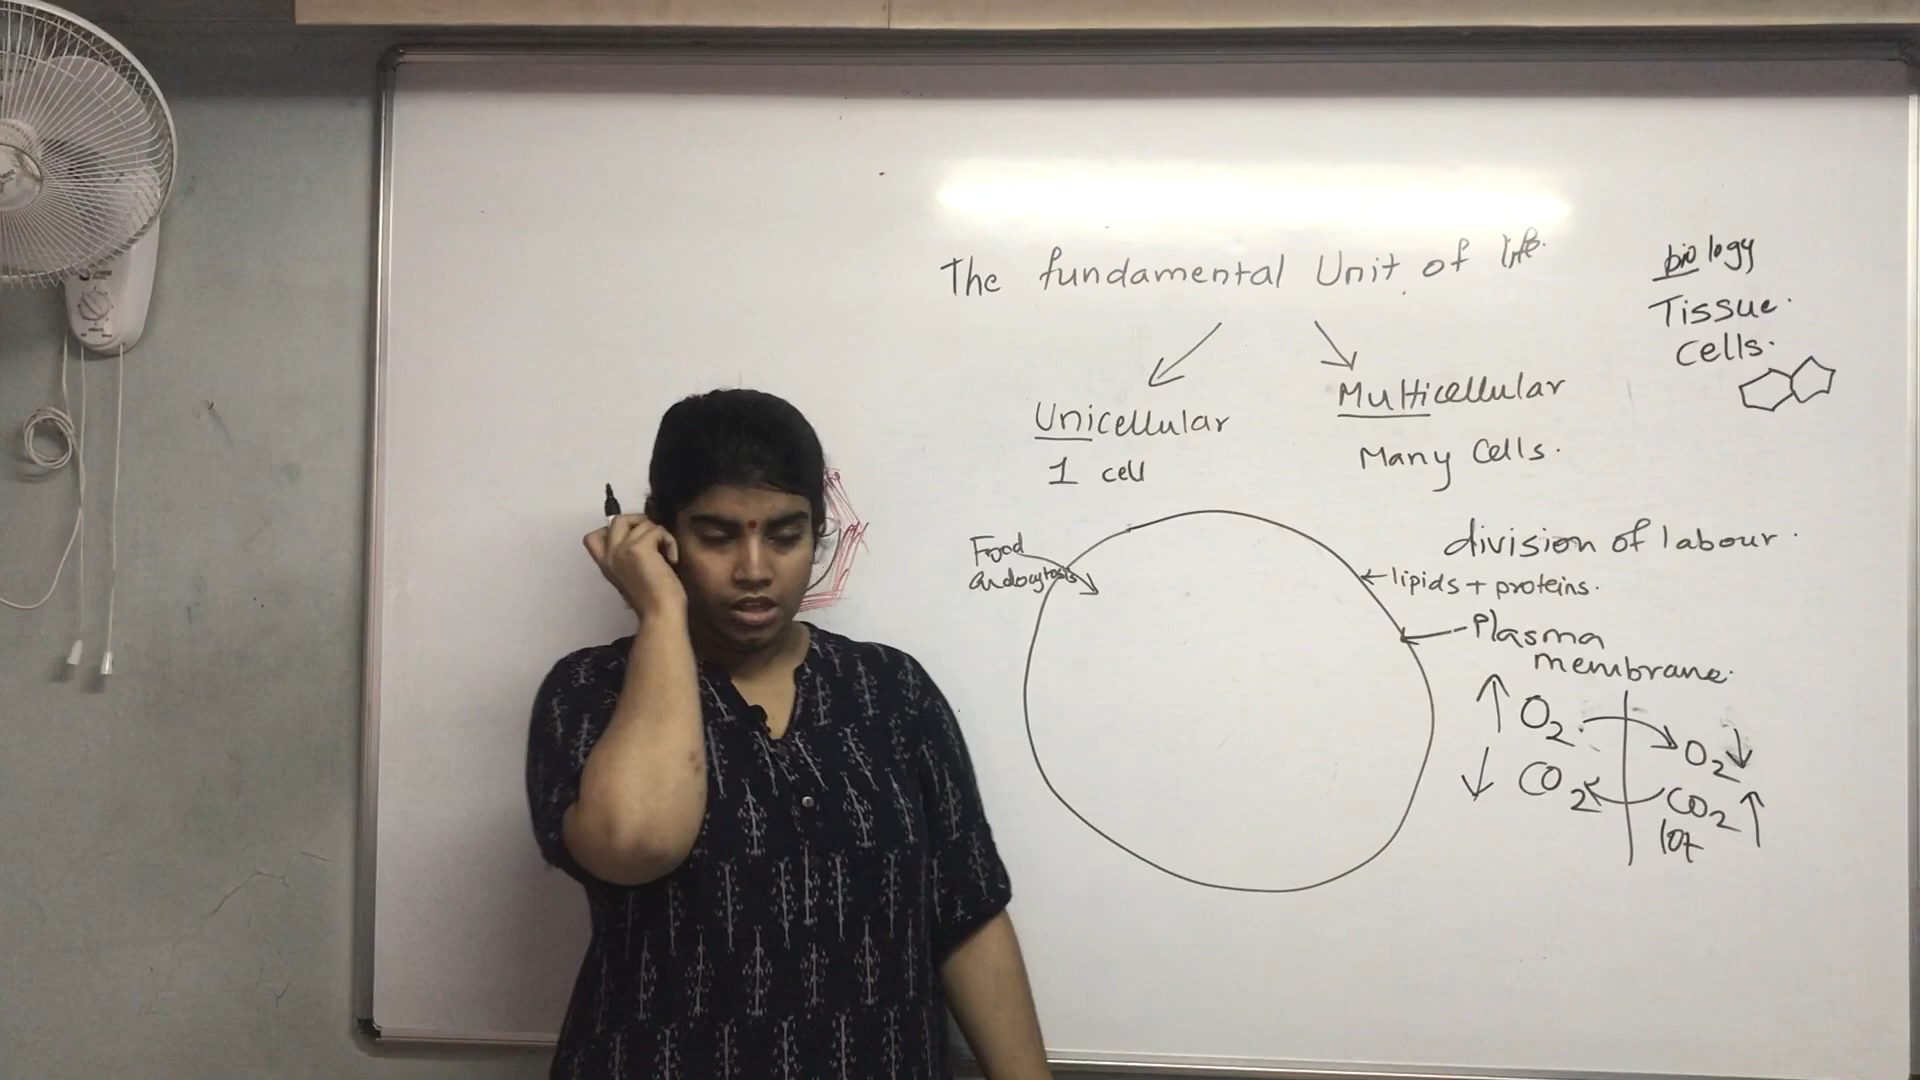 The fundamental Unit of life.
biology
Tissue.
Cells.
Unicellular
1 cell
Multicellular
Many Cells.
Food
endocytosis
division of labour.
lipids + proteins.
Plasma
membrane.
↑ O2
↓ CO2
O2 ↓
CO2 ↑